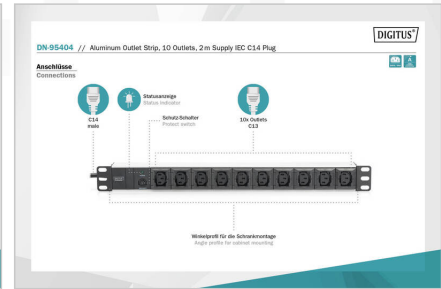 DIGITUS®
DN-95404 // Aluminum Outlet Strip, 10 Outlets, 2 m Supply IEC C14 Plug
Anschlüsse
Connections
Statusanzeige
Status indicator
C14
male
Schutz-Schalter
Protect switch
10x Outlets
C13
Winkelprofil für die Schrankmontage
Angle profile for cabinet mounting